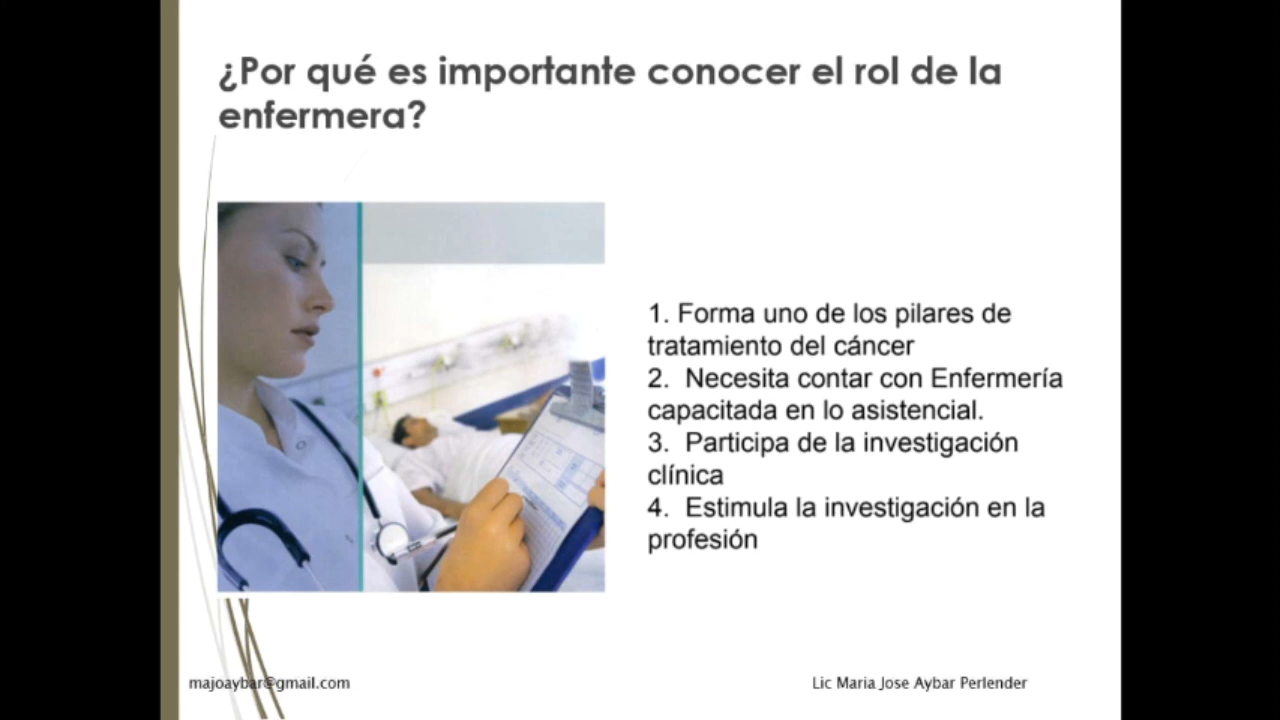 ¿Por qué es importante conocer el rol de la
enfermera?
1. Forma uno de los pilares de
tratamiento del cáncer
2.  Necesita contar con Enfermería
capacitada en lo asistencial.
3.  Participa de la investigación
clínica
4.  Estimula la investigación en la
profesión
majoaybar@gmail.com
Lic Maria Jose Aybar Perlender